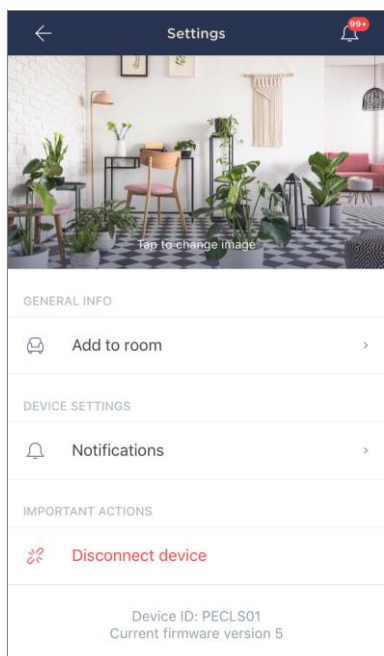 Settings
99+
Tap to change image
GENERAL INFO
Add to room
DEVICE SETTINGS
Notifications
IMPORTANT ACTIONS
Disconnect device
Device ID: PECLS01
Current firmware version 5